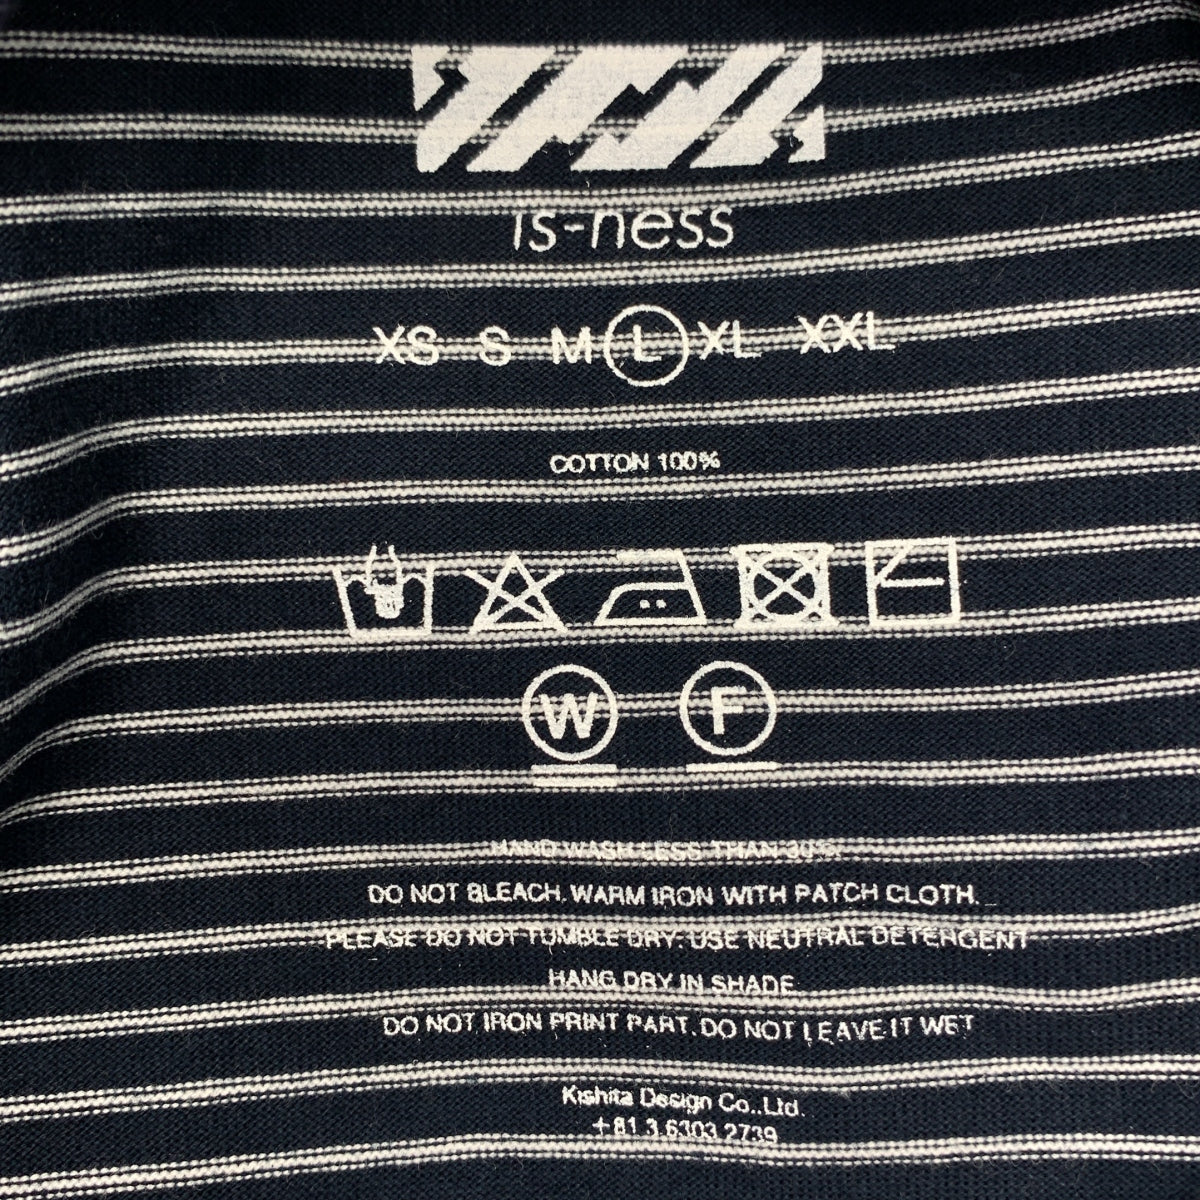 is-ness
XS S M L XL XXL
COTTON 100%
W F
HAND WASH LESS THAN 30%
DO NOT BLEACH. WARM IRON WITH PATCH CLOTH.
PLEASE DO NOT TUMBLE DRY. USE NEUTRAL DETERGENT
HANG DRY IN SHADE
DO NOT IRON PRINT PART. DO NOT LEAVE IT WET
Kishita Design Co..Ltd.
+81 3.6303.2739